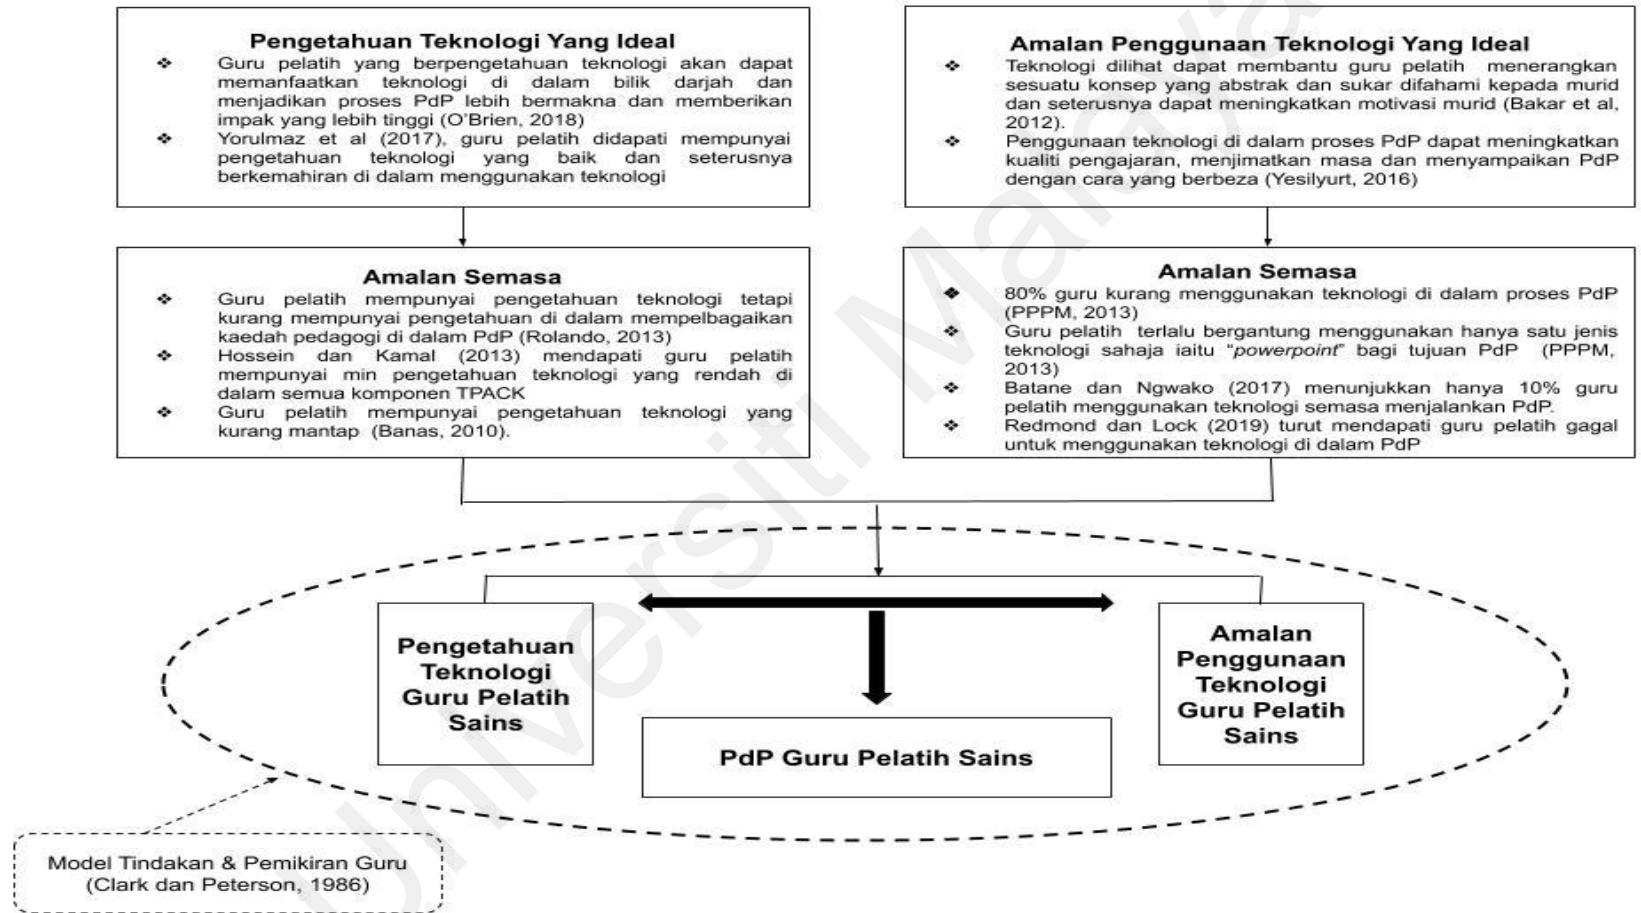 Pengetahuan Teknologi Yang Ideal
❖ Guru pelatih yang berpengetahuan teknologi akan dapat
memanfaatkan teknologi di dalam bilik darjah dan
menjadikan proses PdP lebih bermakna dan memberikan
impak yang lebih tinggi (O'Brien, 2018)
❖ Yorulmaz et al (2017), guru pelatih didapati mempunyai
pengetahuan teknologi yang baik dan seterusnya
berkemahiran di dalam menggunakan teknologi
Amalan Penggunaan Teknologi Yang Ideal
❖ Teknologi dilihat dapat membantu guru pelatih menerangkan
sesuatu konsep yang abstrak dan sukar difahami kepada murid
dan seterusnya dapat meningkatkan motivasi murid (Bakar et al,
2012).
❖ Penggunaan teknologi di dalam proses PdP dapat meningkatkan
kualiti pengajaran, menjimatkan masa dan menyampaikan PdP
dengan cara yang berbeza (Yesilyurt, 2016)
Amalan Semasa
❖ Guru pelatih mempunyai pengetahuan teknologi tetapi
kurang mempunyai pengetahuan di dalam mempelbagaikan
kaedah pedagogi di dalam PdP (Rolando, 2013)
❖ Hossein dan Kamal (2013) mendapati guru pelatih
mempunyai min pengetahuan teknologi yang rendah di
dalam semua komponen TPACK
❖ Guru pelatih mempunyai pengetahuan teknologi yang
kurang mantap (Banas, 2010).
Amalan Semasa
❖ 80% guru kurang menggunakan teknologi di dalam proses PdP
(PPPM, 2013)
❖ Guru pelatih terlalu bergantung menggunakan hanya satu jenis
teknologi sahaja iaitu "powerpoint" bagi tujuan PdP (PPPM,
2013)
❖ Batane dan Ngwako (2017) menunjukkan hanya 10% guru
pelatih menggunakan teknologi semasa menjalankan PdP.
❖ Redmond dan Lock (2019) turut mendapati guru pelatih gagal
untuk menggunakan teknologi di dalam PdP
Pengetahuan
Teknologi
Guru Pelatih
Sains
Amalan
Penggunaan
Teknologi
Guru Pelatih
Sains
PdP Guru Pelatih Sains
Model Tindakan & Pemikiran Guru
(Clark dan Peterson, 1986)
Universiti Malaya